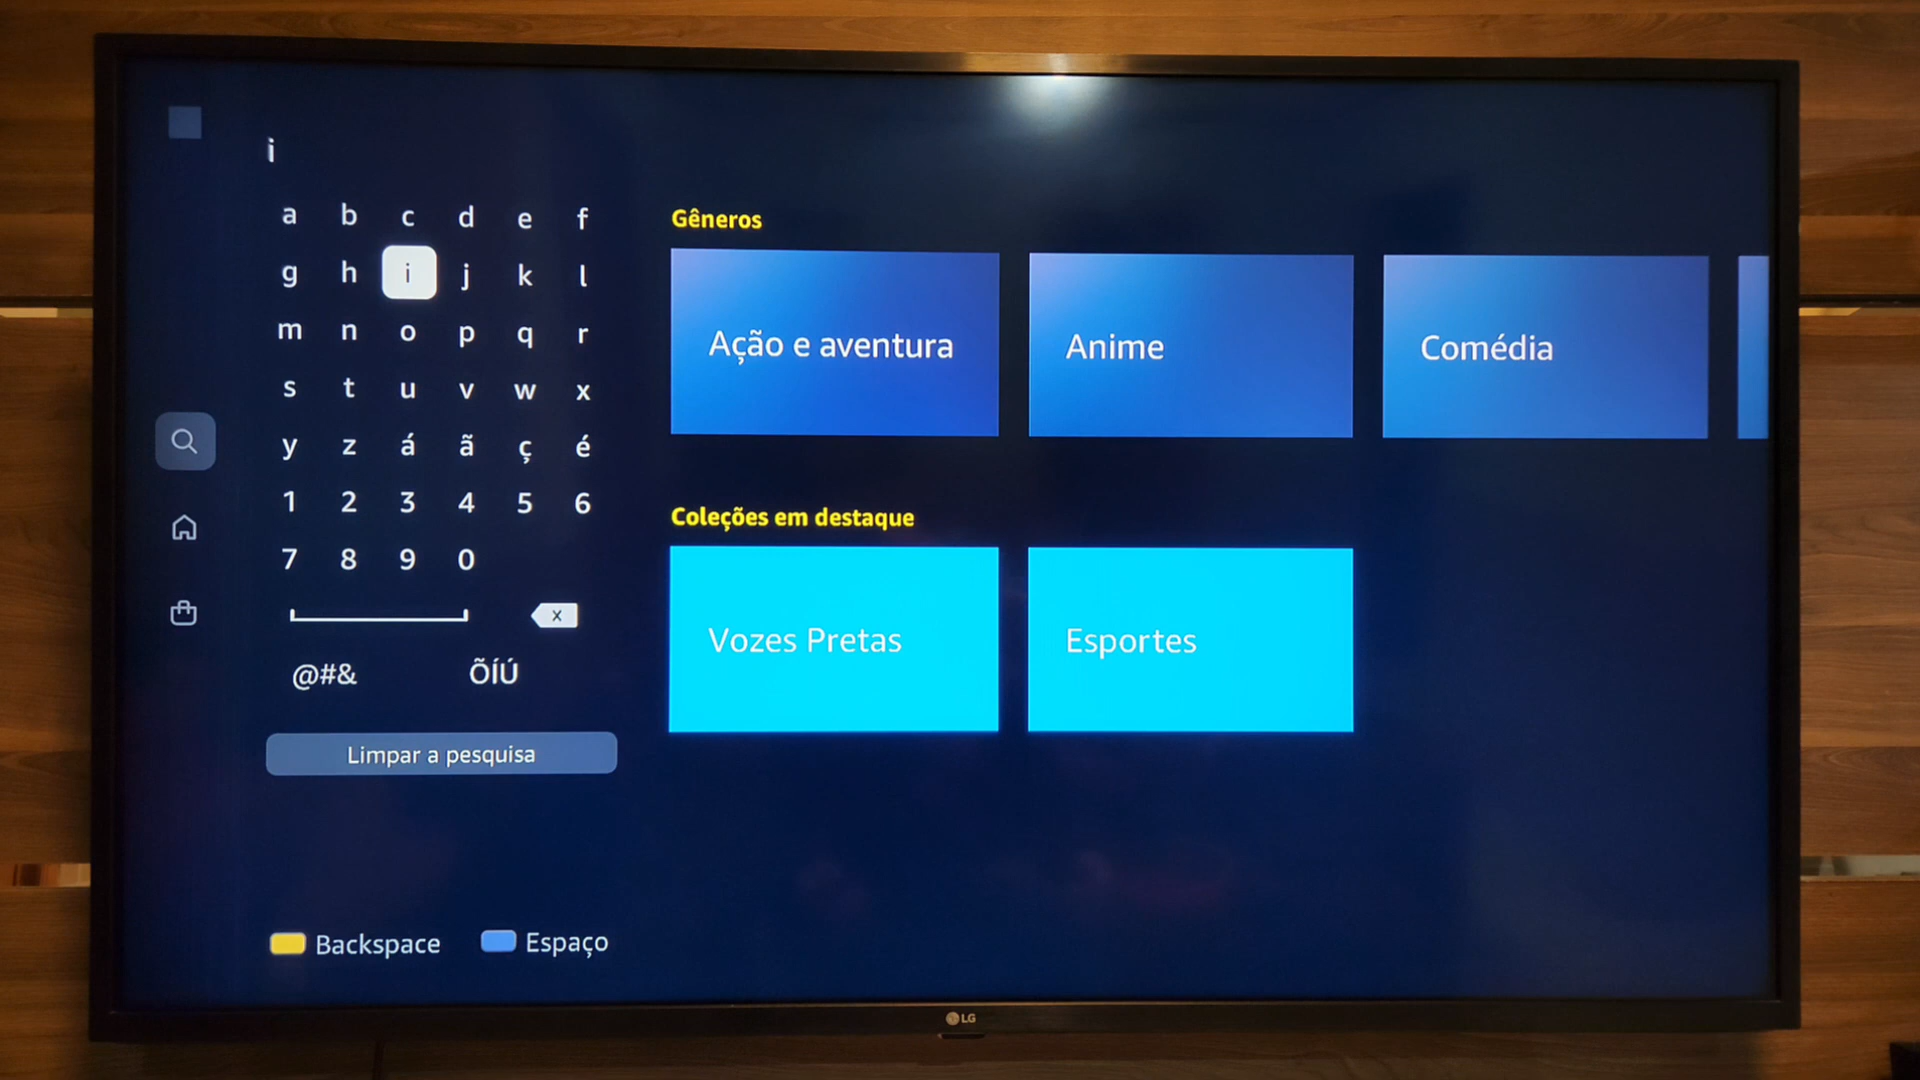 i
a b c d e f
g h i j k l
m n o p q r
s t u v w x
y z á ã ç é
1 2 3 4 5 6
7 8 9 0
x
@#& ÕÍÚ
Limpar a pesquisa
Backspace Espaço
Gêneros
Ação e aventura Anime Comédia
Coleções em destaque
Vozes Pretas Esportes
LG